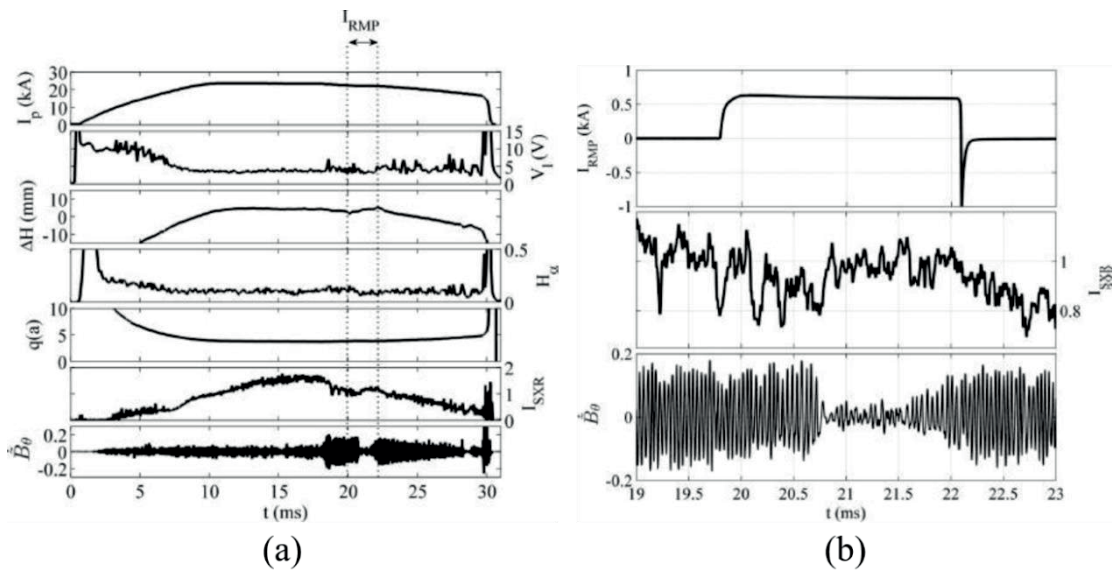 I_RMP
30
20
10
0
I_p (kA)
15
10
5
0
V_l (V)
10
0
-10
ΔH (mm)
0.5
0
H_α
10
5
0
q(a)
2
1
0
I_SXR
0.2
0
-0.2
B̃_θ
0 5 10 15 20 25 30
t (ms)
(a)
1
0.5
0
-0.5
-1
I_RMP (kA)
1
0.8
I_SXR
0.2
0
-0.2
B̃_θ
19 19.5 20 20.5 21 21.5 22 22.5 23
t (ms)
(b)